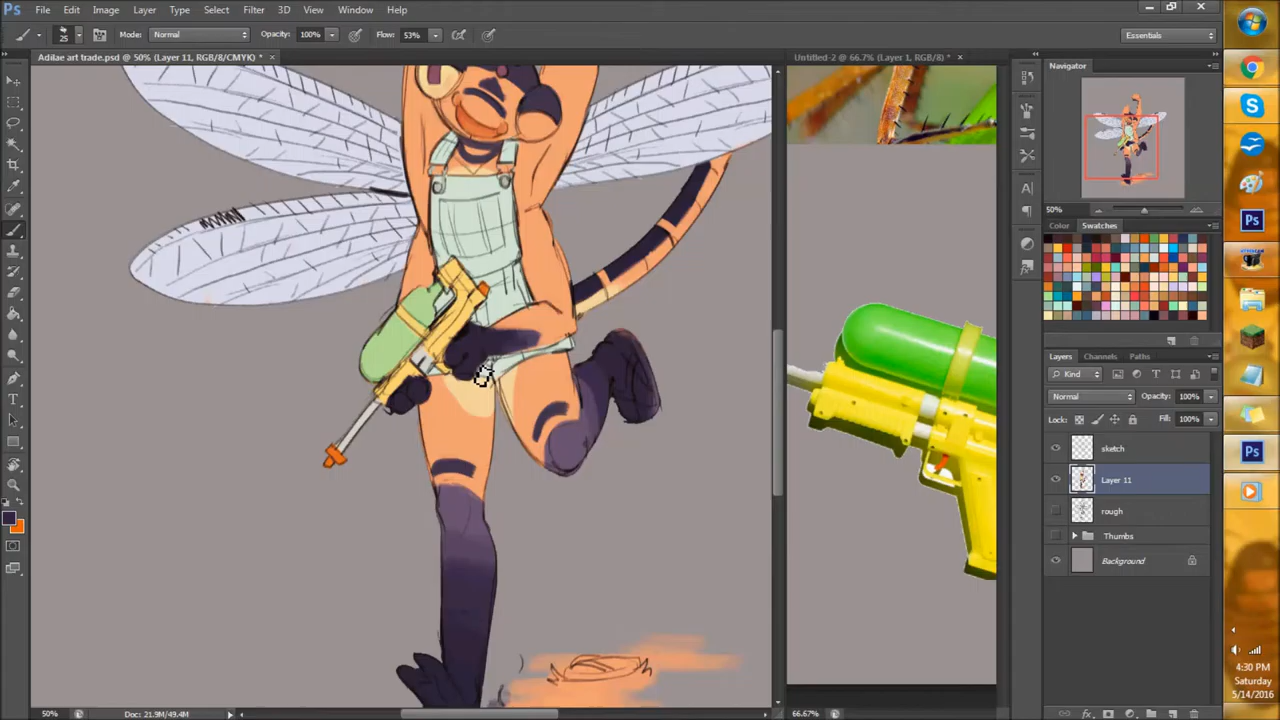 Ps File Edit Image Layer Type Select Filter 3D View Window Help
25 Mode: Normal Opacity: 100% Flow: 53% Essentials
Adilae art trade.psd @ 50% (Layer 11, RGB/8/CMYK) * × Untitled-2 @ 66.7% (Layer 1, RGB/8) * ×
Navigator
50%
Color Swatches
Layers Channels Paths
Kind
Normal Opacity: 100%
Lock: Fill: 100%
sketch
Layer 11
rough
Thumbs
Background
50% Doc: 21.9M/49.4M 66.67%
4:30 PM
Saturday
5/14/2016